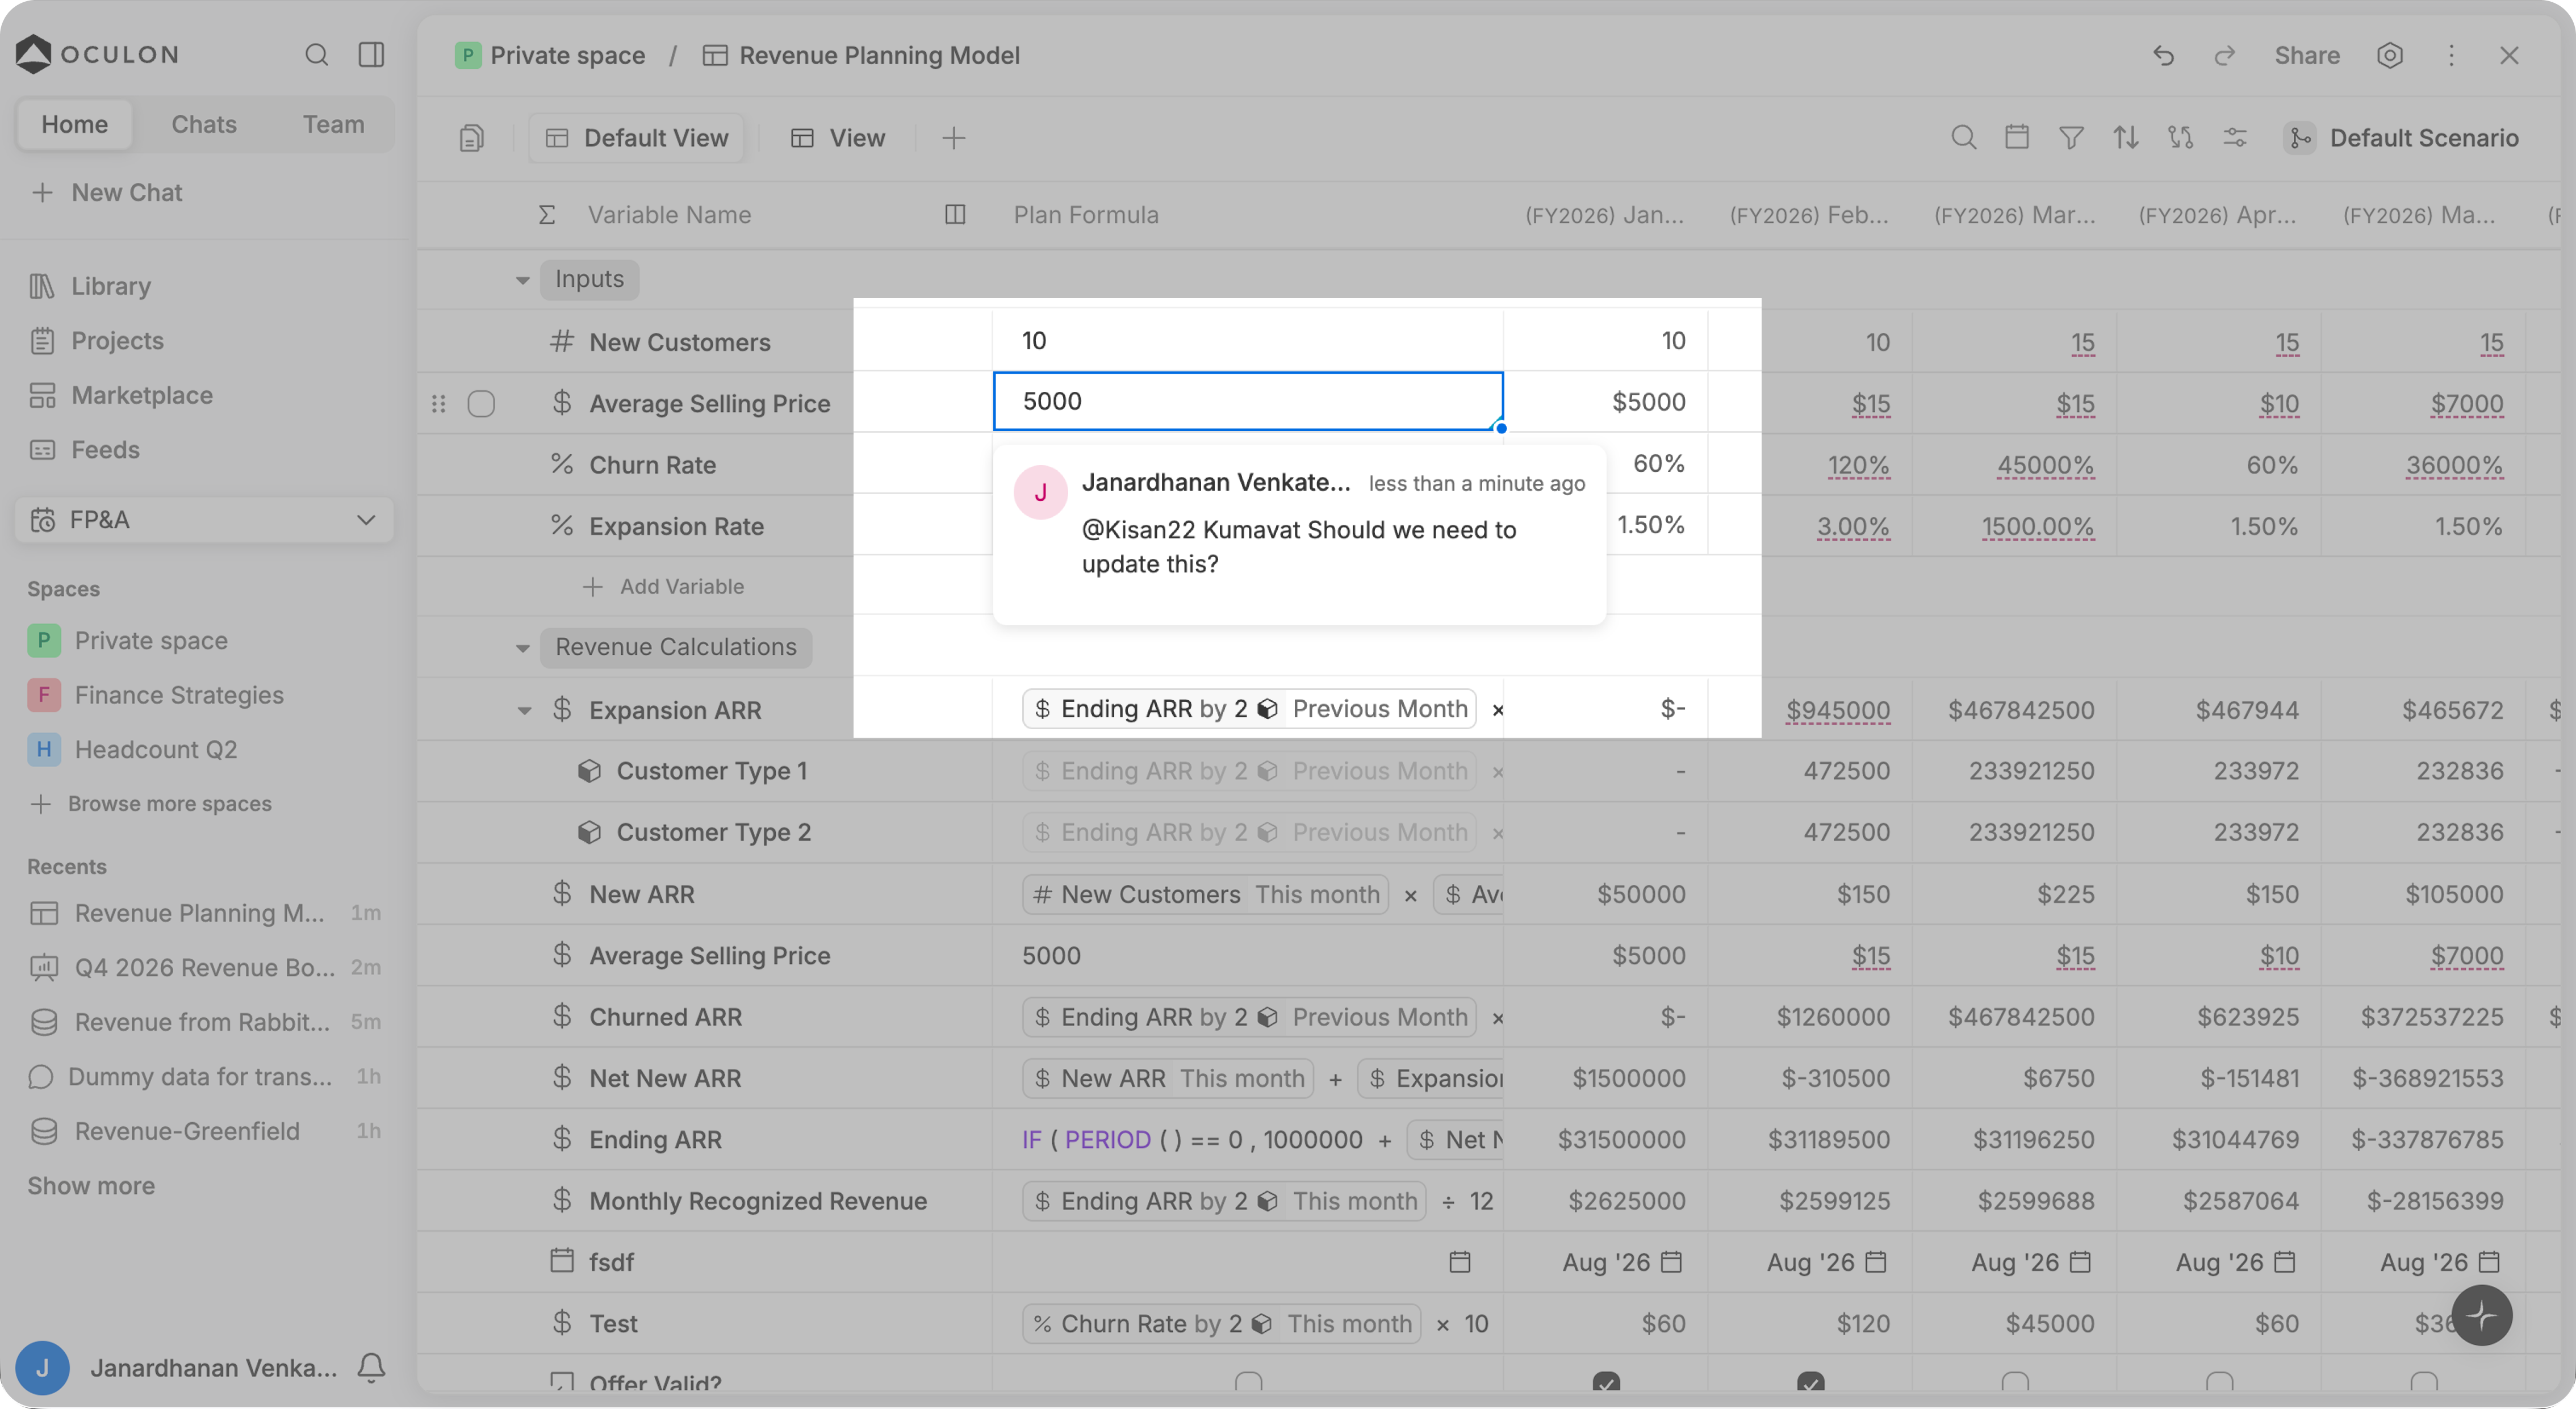 OCULON
Home Chats Team
New Chat
Library
Projects
Marketplace
Feeds
FP&A
Spaces
P Private space
F Finance Strategies
H Headcount Q2
Browse more spaces
Recents
Revenue Planning M... 1m
Q4 2026 Revenue Bo... 2m
Revenue from Rabbit... 5m
Dummy data for trans... 1h
Revenue-Greenfield 1h
Show more
J Janardhanan Venka...
P Private space / Revenue Planning Model Share
Default View View Default Scenario
Σ Variable Name Plan Formula (FY2026) Jan... (FY2026) Feb... (FY2026) Mar... (FY2026) Apr... (FY2026) Ma...
Inputs
# New Customers 10 10 10 15 15 15
$ Average Selling Price 5000 $5000 $15 $15 $10 $7000
% Churn Rate 60% 120% 45000% 60% 36000%
% Expansion Rate 1.50% 3.00% 1500.00% 1.50% 1.50%
J Janardhanan Venkate... less than a minute ago
@Kisan22 Kumavat Should we need to
update this?
Add Variable
Revenue Calculations
$ Expansion ARR $ Ending ARR by 2 Previous Month × $- $945000 $467842500 $467944 $465672 $
Customer Type 1 $ Ending ARR by 2 Previous Month × - 472500 233921250 233972 232836 -
Customer Type 2 $ Ending ARR by 2 Previous Month × - 472500 233921250 233972 232836 -
$ New ARR # New Customers This month × $ $50000 $150 $225 $150 $105000
$ Average Selling Price 5000 $5000 $15 $15 $10 $7000
$ Churned ARR $ Ending ARR by 2 Previous Month × $- $1260000 $467842500 $623925 $372537225 $
$ Net New ARR $ New ARR This month + $ Expansion $1500000 $-310500 $6750 $-151481 $-368921553
$ Ending ARR IF ( PERIOD ( ) == 0 , 1000000 + $ Net $31500000 $31189500 $31196250 $31044769 $-337876785
$ Monthly Recognized Revenue $ Ending ARR by 2 This month ÷ 12 $2625000 $2599125 $2599688 $2587064 $-28156399
fsdf Aug '26 Aug '26 Aug '26 Aug '26 Aug '26
$ Test % Churn Rate by 2 This month × 10 $60 $120 $45000 $60
Offer Valid?